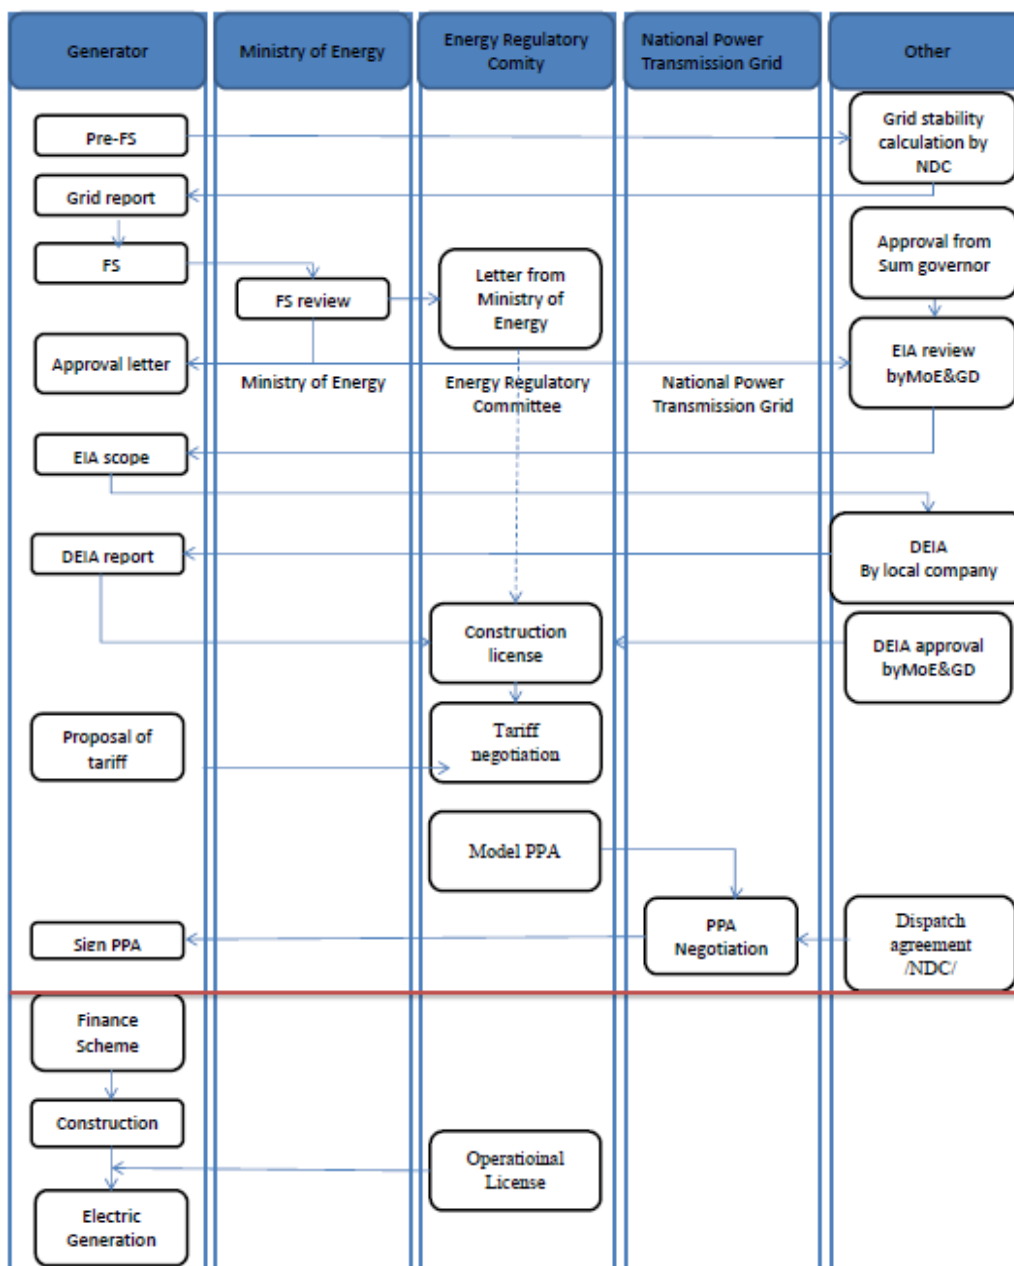 Generator
Ministry of Energy
Energy Regulatory
Comity
National Power
Transmission Grid
Other
Pre-FS
Grid stability
calculation by
NDC
Grid report
FS
Approval from
Sum governor
FS review
Letter from
Ministry of
Energy
Approval letter
EIA review
byMoE&GD
Ministry of Energy
Energy Regulatory
Committee
National Power
Transmission Grid
EIA scope
DEIA report
DEIA
By local company
Construction
license
DEIA approval
byMoE&GD
Proposal of
tariff
Tariff
negotiation
Model PPA
Sign PPA
PPA
Negotiation
Dispatch
agreement
/NDC/
Finance
Scheme
Construction
Operatioinal
License
Electric
Generation